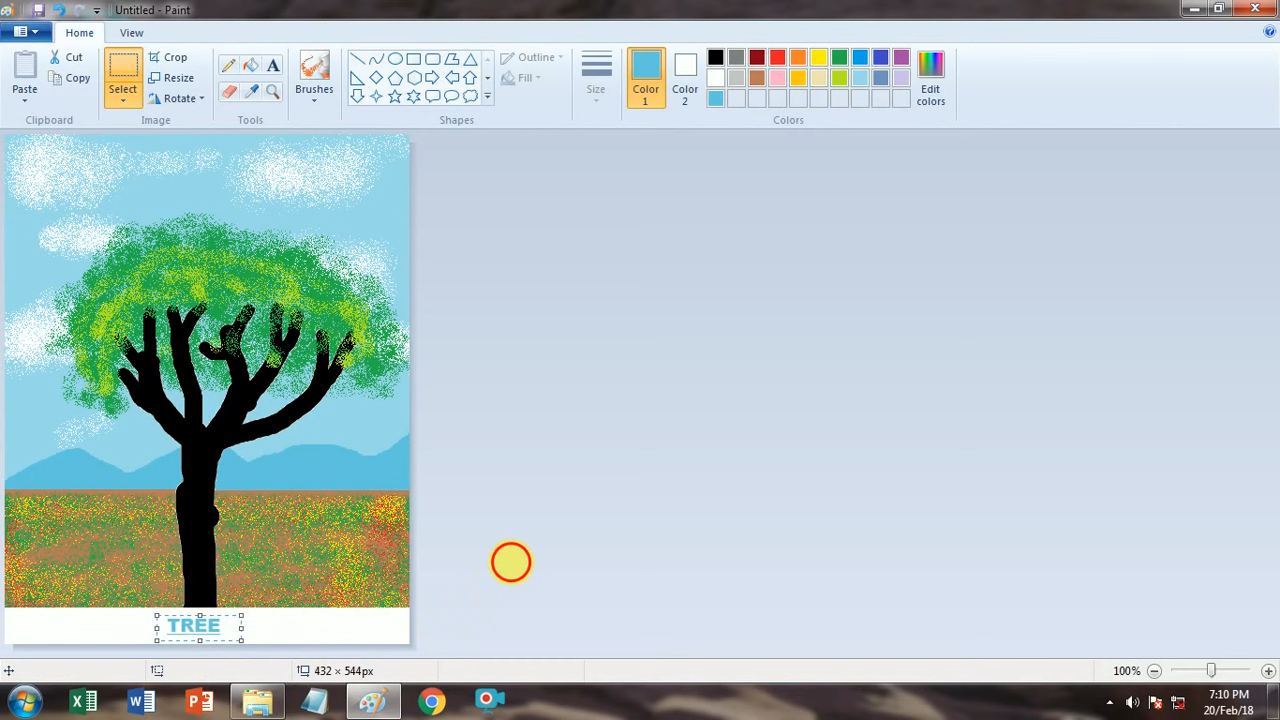 Untitled - Paint
Home View
Paste Cut Copy Clipboard
Select Crop Resize Rotate Image
Tools
Brushes
Shapes
Outline Fill
Size
Color 1
Color 2
Colors
Edit colors
TREE
432 × 544px 100%
7:10 PM
20/Feb/18